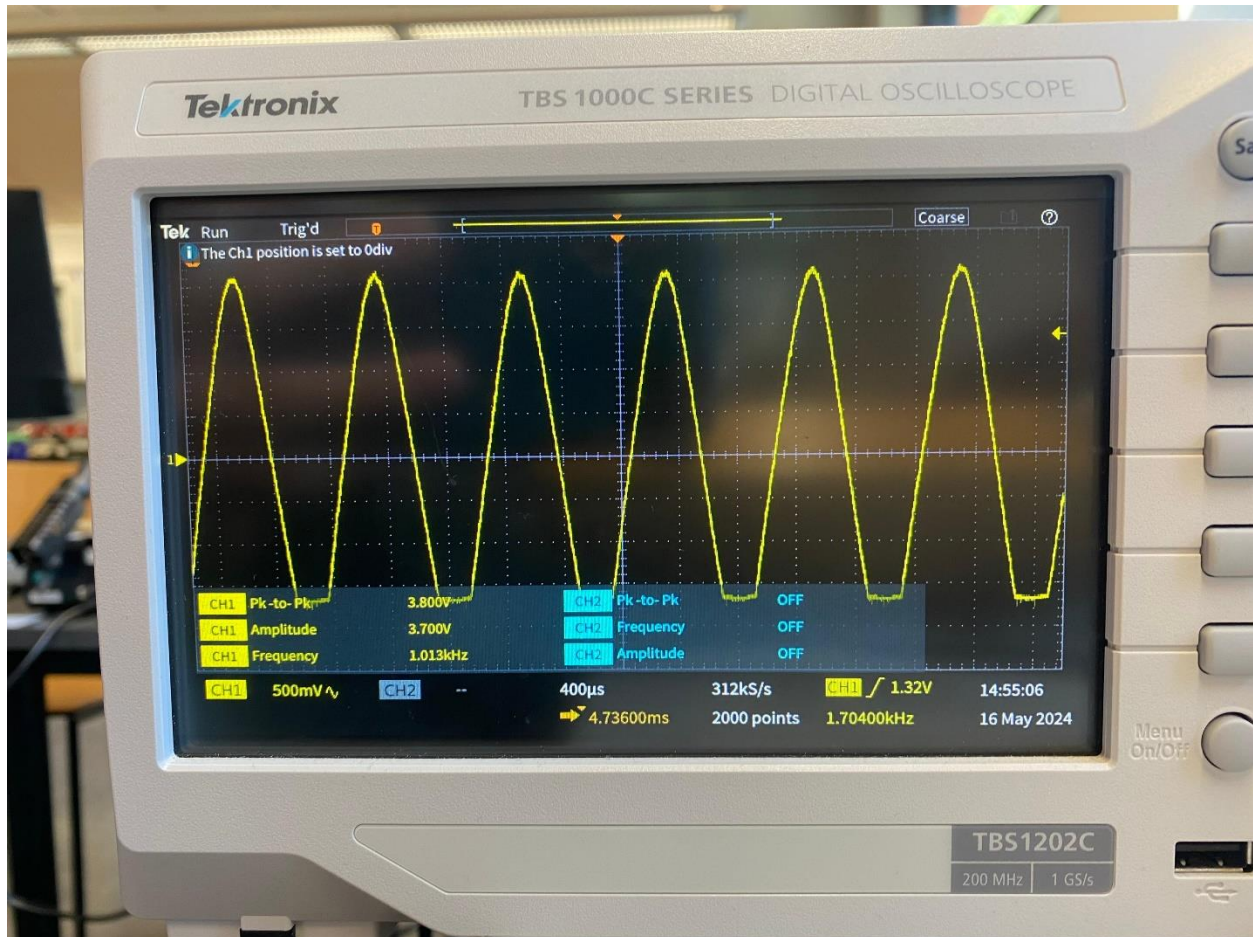 Tektronix TBS 1000C SERIES DIGITAL OSCILLOSCOPE
Tek Run Trig'd T [ ] Coarse ?
i The Ch1 position is set to 0div
1
CH1 Pk-to-Pk 3.800V CH2 Pk-to-Pk OFF
CH1 Amplitude 3.700V CH2 Frequency OFF
CH1 Frequency 1.013kHz CH2 Amplitude OFF
CH1 500mV CH2 -- 400µs 312kS/s CH1 1.32V 14:55:06
4.73600ms 2000 points 1.70400kHz 16 May 2024
Sa
Menu
On/Off
TBS1202C
200 MHz 1 GS/s